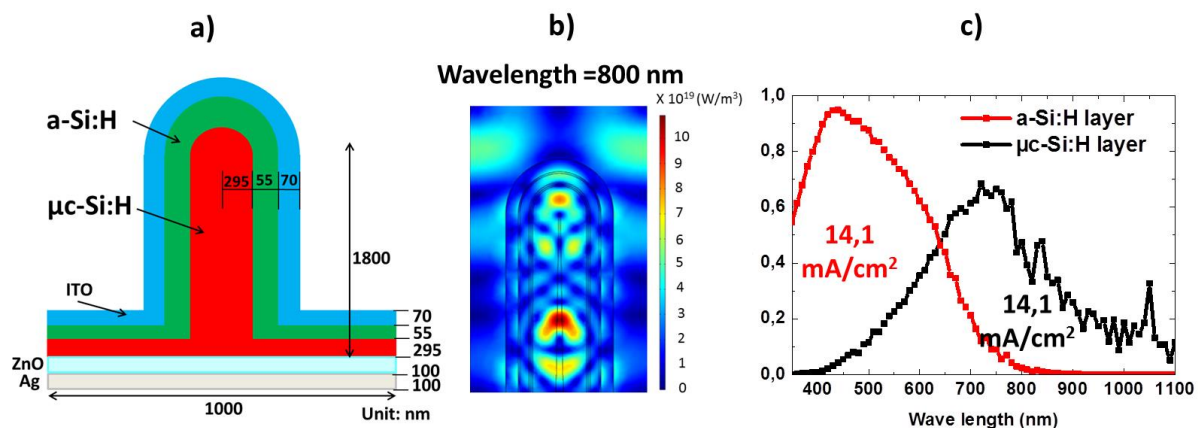 a)
a-Si:H
µc-Si:H
ITO
ZnO
Ag
295 55 70
1800
70
55
295
100
100
1000
Unit: nm
b)
Wavelength =800 nm
X 10¹⁹ (W/m³)
10
9
8
7
6
5
4
3
2
1
0
c)
1,0
0,8
0,6
0,4
0,2
0,0
a-Si:H layer
µc-Si:H layer
14,1
mA/cm²
14,1
mA/cm²
400 500 600 700 800 900 1000 1100
Wave length (nm)